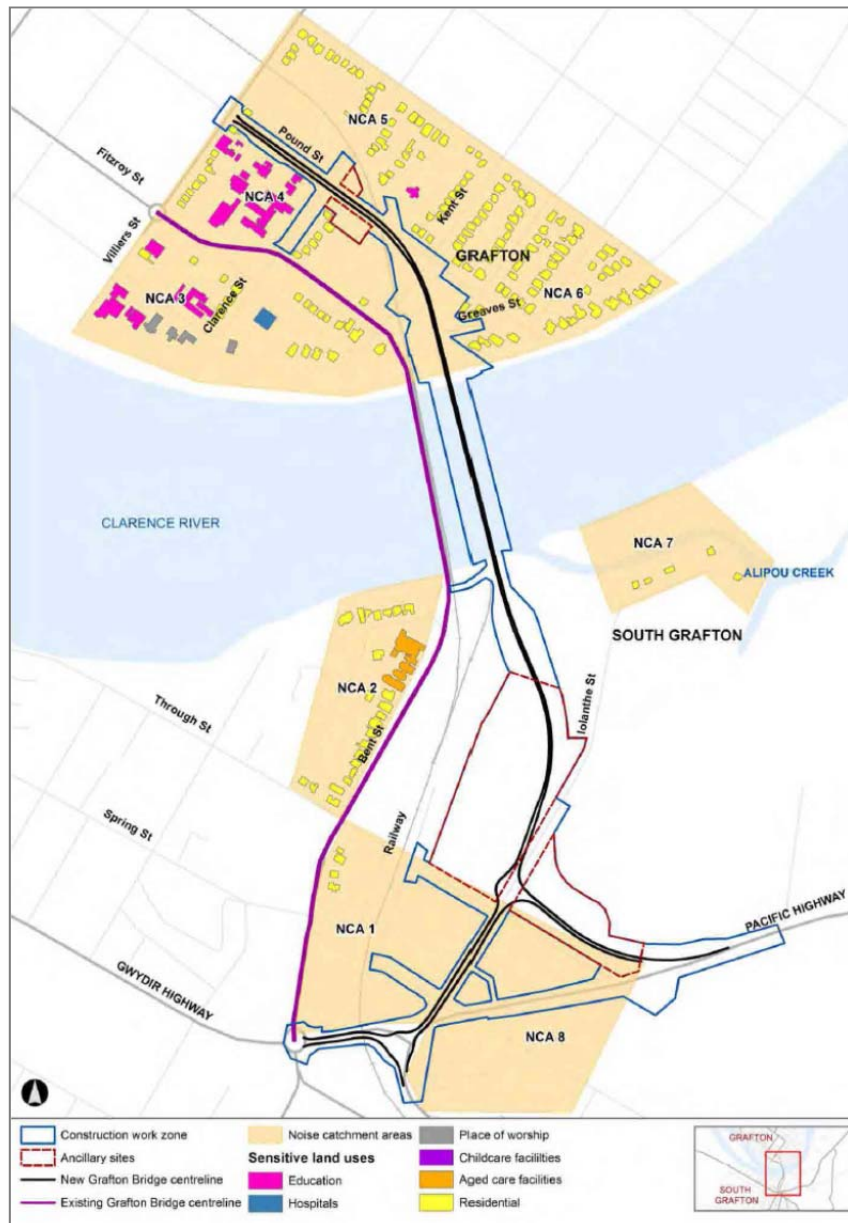 NCA 5
Pound St
Fitzroy St
NCA 4
Kent St
Villiers St
GRAFTON
NCA 3
Clarence St
NCA 6
Greaves St
CLARENCE RIVER
NCA 7
ALIPOU CREEK
SOUTH GRAFTON
NCA 2
Through St
Iolanthe St
Bent St
Spring St
Railway
NCA 1
PACIFIC HIGHWAY
GWYDIR HIGHWAY
NCA 8
Construction work zone
Ancillary sites
New Grafton Bridge centreline
Existing Grafton Bridge centreline
Noise catchment areas
Sensitive land uses
Education
Hospitals
Place of worship
Childcare facilities
Aged care facilities
Residential
GRAFTON
SOUTH
GRAFTON